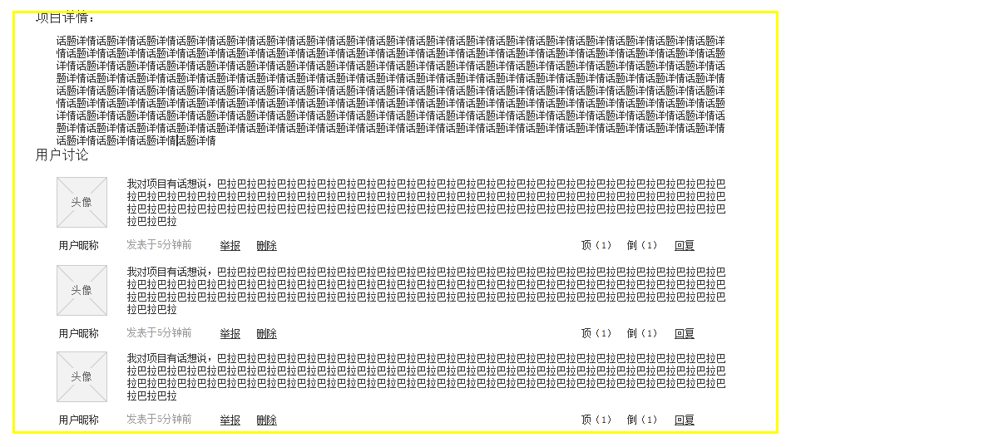 项目详情：
话题详情话题详情话题详情话题详情话题详情话题详情话题详情话题详情话题详情话题详情话题详情话题详情话题详情话题详情话题详情话题详情话题详
情话题详情话题详情话题详情话题详情话题详情话题详情话题详情话题详情话题详情话题详情话题详情话题详情话题详情话题详情话题详情话题详情话题
详情话题详情话题详情话题详情话题详情话题详情话题详情话题详情话题详情话题详情话题详情话题详情话题详情话题详情话题详情话题详情话题详情话
题详情话题详情话题详情话题详情话题详情话题详情话题详情话题详情话题详情话题详情话题详情话题详情话题详情话题详情话题详情话题详情话题详情
话题详情话题详情话题详情话题详情话题详情话题详情话题详情话题详情话题详情话题详情话题详情话题详情话题详情话题详情话题详情话题详情话题详
情话题详情话题详情话题详情话题详情话题详情话题详情话题详情话题详情话题详情话题详情话题详情话题详情话题详情话题详情话题详情话题详情话题
详情话题详情话题详情话题详情话题详情话题详情话题详情话题详情话题详情话题详情话题详情话题详情话题详情话题详情话题详情话题详情话题详情话
题详情话题详情话题详情话题详情话题详情话题详情话题详情话题详情话题详情话题详情话题详情话题详情话题详情话题详情话题详情话题详情话题详情
话题详情话题详情话题详情话题详情
用户讨论
头像
我对项目有话想说，巴拉巴拉巴拉巴拉巴拉巴拉巴拉巴拉巴拉巴拉巴拉巴拉巴拉巴拉巴拉巴拉巴拉巴拉巴拉巴拉巴拉巴拉巴拉巴拉巴拉巴
拉巴拉巴拉巴拉巴拉巴拉巴拉巴拉巴拉巴拉巴拉巴拉巴拉巴拉巴拉巴拉巴拉巴拉巴拉巴拉巴拉巴拉巴拉巴拉巴拉巴拉巴拉巴拉巴拉巴拉巴
拉巴拉巴拉巴拉巴拉巴拉巴拉巴拉巴拉巴拉巴拉巴拉巴拉巴拉巴拉巴拉巴拉巴拉巴拉巴拉巴拉巴拉巴拉巴拉巴拉巴拉巴拉巴拉巴拉巴拉巴
拉巴拉巴拉
用户昵称 发表于5分钟前 举报 删除 顶（1） 倒（1） 回复
头像
我对项目有话想说，巴拉巴拉巴拉巴拉巴拉巴拉巴拉巴拉巴拉巴拉巴拉巴拉巴拉巴拉巴拉巴拉巴拉巴拉巴拉巴拉巴拉巴拉巴拉巴拉巴拉巴
拉巴拉巴拉巴拉巴拉巴拉巴拉巴拉巴拉巴拉巴拉巴拉巴拉巴拉巴拉巴拉巴拉巴拉巴拉巴拉巴拉巴拉巴拉巴拉巴拉巴拉巴拉巴拉巴拉巴拉巴
拉巴拉巴拉巴拉巴拉巴拉巴拉巴拉巴拉巴拉巴拉巴拉巴拉巴拉巴拉巴拉巴拉巴拉巴拉巴拉巴拉巴拉巴拉巴拉巴拉巴拉巴拉巴拉巴拉巴拉巴
拉巴拉巴拉
用户昵称 发表于5分钟前 举报 删除 顶（1） 倒（1） 回复
头像
我对项目有话想说，巴拉巴拉巴拉巴拉巴拉巴拉巴拉巴拉巴拉巴拉巴拉巴拉巴拉巴拉巴拉巴拉巴拉巴拉巴拉巴拉巴拉巴拉巴拉巴拉巴拉巴
拉巴拉巴拉巴拉巴拉巴拉巴拉巴拉巴拉巴拉巴拉巴拉巴拉巴拉巴拉巴拉巴拉巴拉巴拉巴拉巴拉巴拉巴拉巴拉巴拉巴拉巴拉巴拉巴拉巴拉巴
拉巴拉巴拉巴拉巴拉巴拉巴拉巴拉巴拉巴拉巴拉巴拉巴拉巴拉巴拉巴拉巴拉巴拉巴拉巴拉巴拉巴拉巴拉巴拉巴拉巴拉巴拉巴拉巴拉巴拉巴
拉巴拉巴拉
用户昵称 发表于5分钟前 举报 删除 顶（1） 倒（1） 回复